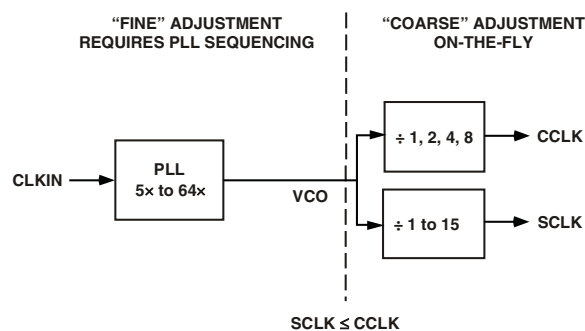 “FINE” ADJUSTMENT
REQUIRES PLL SEQUENCING
“COARSE” ADJUSTMENT
ON-THE-FLY
CLKIN
PLL
5× to 64×
VCO
÷ 1, 2, 4, 8
CCLK
÷ 1 to 15
SCLK
SCLK ≤ CCLK